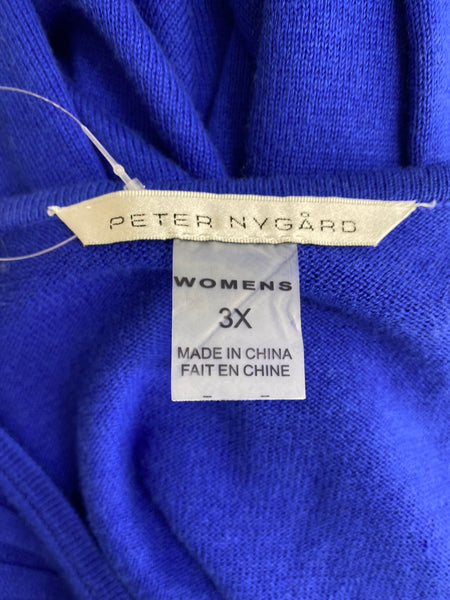 PETER NYGÅRD
WOMENS
3X
MADE IN CHINA
FAIT EN CHINE